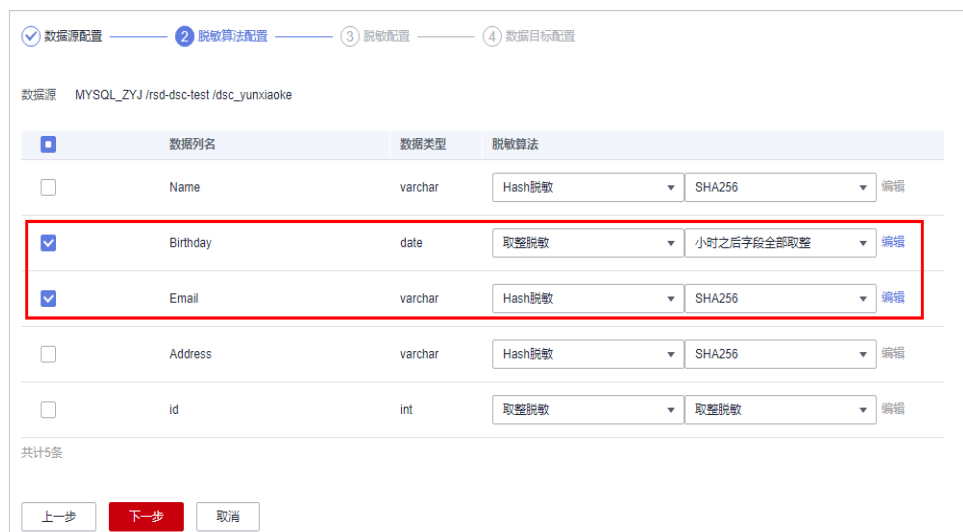 数据源配置 2 脱敏算法配置 3 脱敏配置 4 数据目标配置
数据源 MYSQL_ZYJ /rsd-dsc-test /dsc_yunxiaoke
数据列名 数据类型 脱敏算法
Name varchar Hash脱敏 SHA256 编辑
Birthday date 取整脱敏 小时之后字段全部取整 编辑
Email varchar Hash脱敏 SHA256 编辑
Address varchar Hash脱敏 SHA256 编辑
id int 取整脱敏 取整脱敏 编辑
共计5条
上一步 下一步 取消